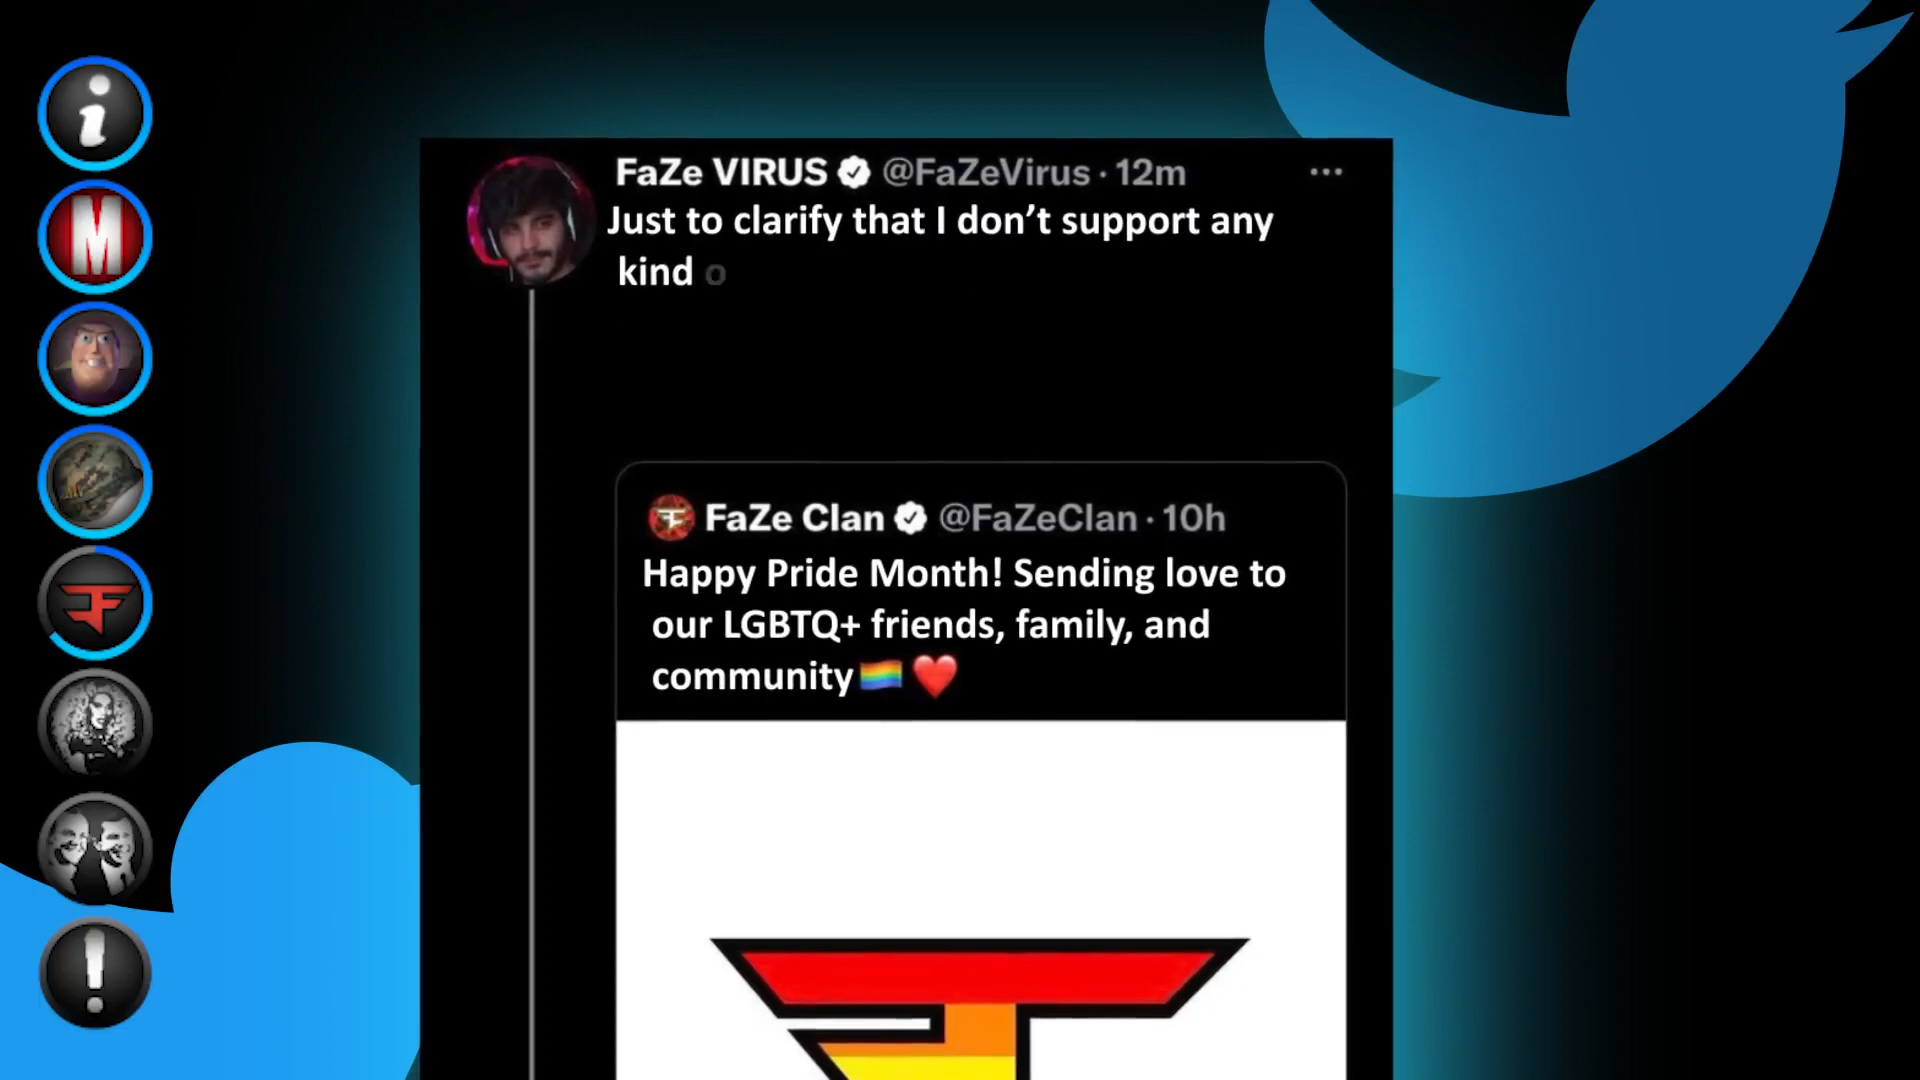 FaZe VIRUS @FaZeVirus · 12m
Just to clarify that I don’t support any
kind o
FaZe Clan @FaZeClan · 10h
Happy Pride Month! Sending love to
our LGBTQ+ friends, family, and
community🏳️‍🌈 ❤️